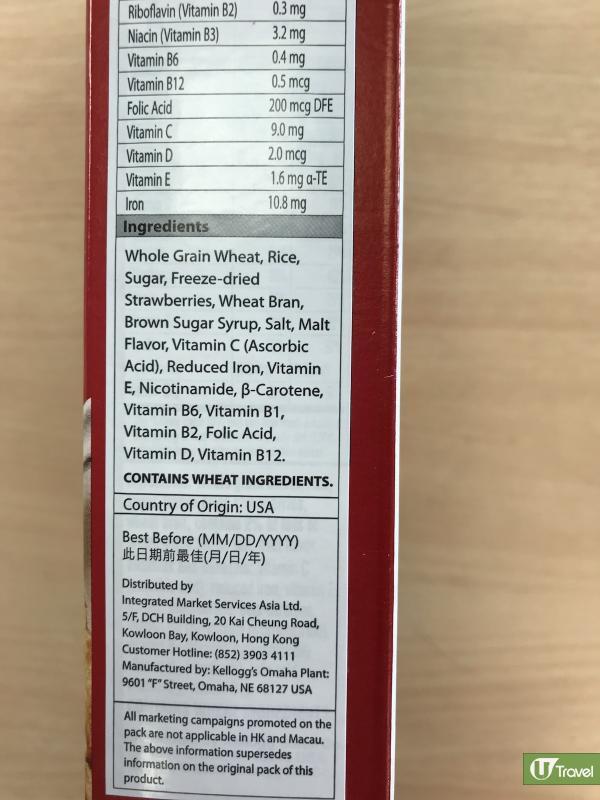 Riboflavin (Vitamin B2) 0.3 mg
Niacin (Vitamin B3) 3.2 mg
Vitamin B6 0.4 mg
Vitamin B12 0.5 mcg
Folic Acid 200 mcg DFE
Vitamin C 9.0 mg
Vitamin D 2.0 mcg
Vitamin E 1.6 mg α-TE
Iron 10.8 mg
Ingredients
Whole Grain Wheat, Rice,
Sugar, Freeze-dried
Strawberries, Wheat Bran,
Brown Sugar Syrup, Salt, Malt
Flavor, Vitamin C (Ascorbic
Acid), Reduced Iron, Vitamin
E, Nicotinamide, β-Carotene,
Vitamin B6, Vitamin B1,
Vitamin B2, Folic Acid,
Vitamin D, Vitamin B12.
CONTAINS WHEAT INGREDIENTS.
Country of Origin: USA
Best Before (MM/DD/YYYY)
此日期前最佳(月/日/年)
Distributed by
Integrated Market Services Asia Ltd.
5/F, DCH Building, 20 Kai Cheung Road,
Kowloon Bay, Kowloon, Hong Kong
Customer Hotline: (852) 3903 4111
Manufactured by: Kellogg's Omaha Plant:
9601 "F" Street, Omaha, NE 68127 USA
All marketing campaigns promoted on the
pack are not applicable in HK and Macau.
The above information supersedes
information on the original pack of this
product.
U Travel